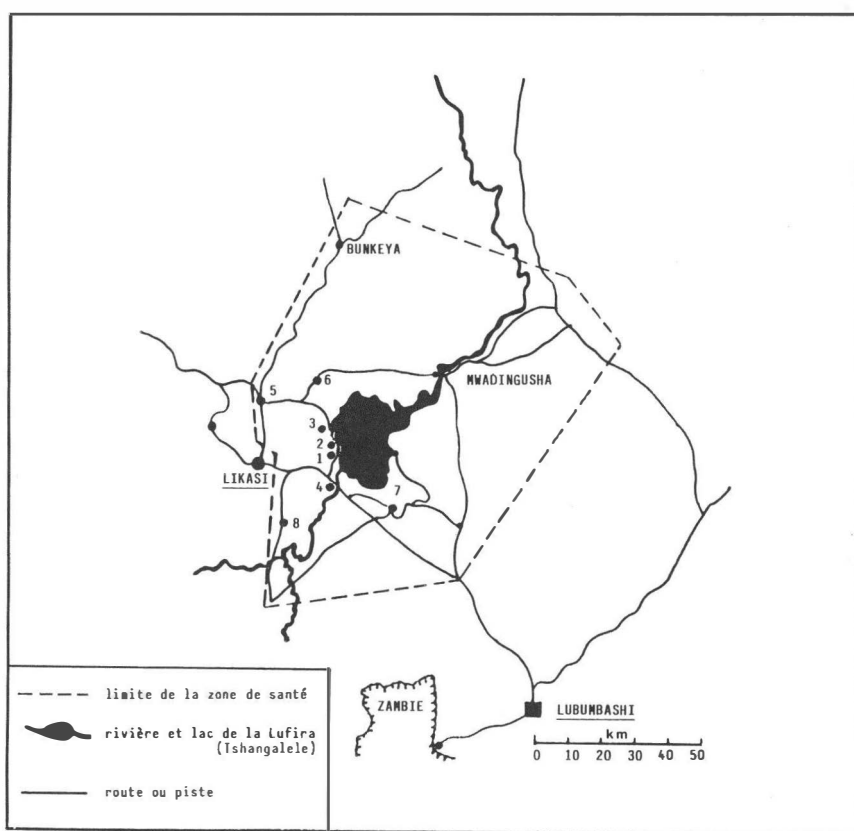 BUNKEYA
MWADINGUSHA
6
5
3
2
1
LIKASI
4
7
8
limite de la zone de santé
rivière et lac de la Lufira
(Tshangalele)
route ou piste
ZAMBIE
LUBUMBASHI
km
0 10 20 30 40 50